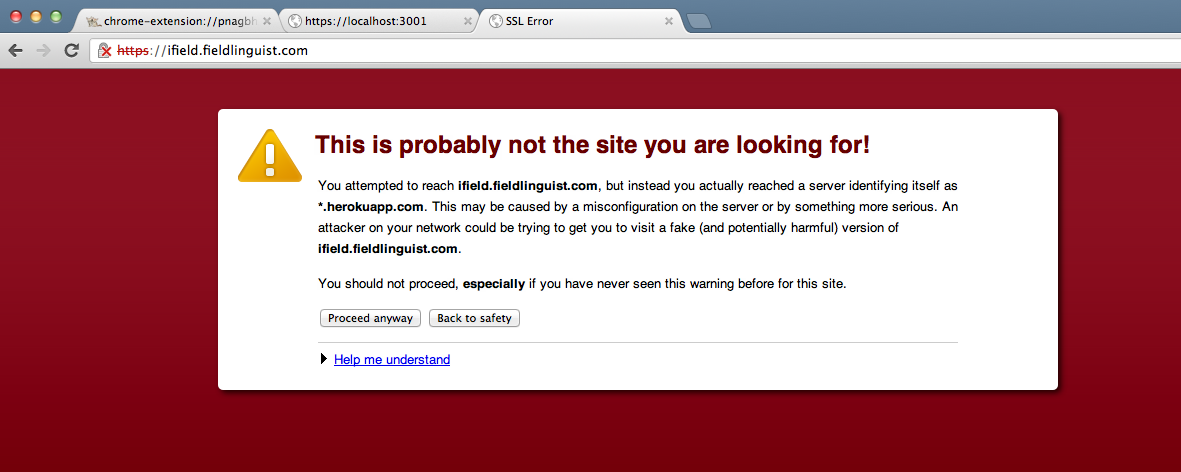 chrome-extension://pnagbh
https://localhost:3001
SSL Error
https://ifield.fieldlinguist.com
This is probably not the site you are looking for!
You attempted to reach ifield.fieldlinguist.com, but instead you actually reached a server identifying itself as
*.herokuapp.com. This may be caused by a misconfiguration on the server or by something more serious. An
attacker on your network could be trying to get you to visit a fake (and potentially harmful) version of
ifield.fieldlinguist.com.
You should not proceed, especially if you have never seen this warning before for this site.
Proceed anyway
Back to safety
Help me understand